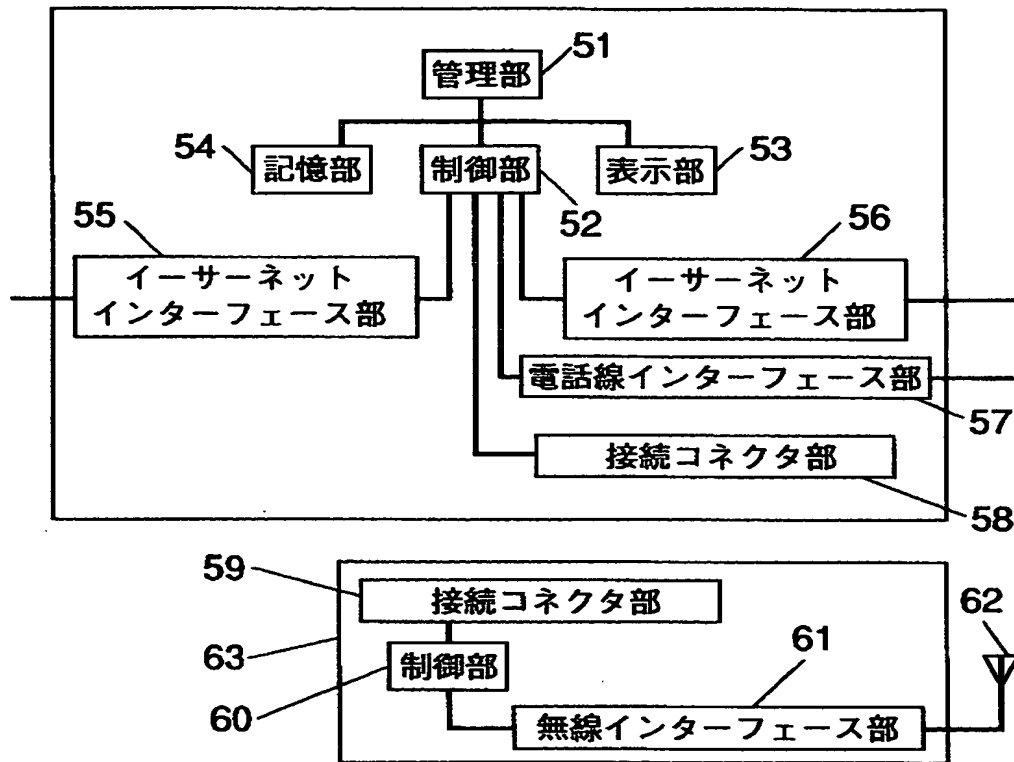 51
管理部
54
記憶部
制御部
表示部
53
52
55
56
イーサーネット
インターフェース部
イーサーネット
インターフェース部
電話線インターフェース部
57
接続コネクタ部
58
59
接続コネクタ部
62
63
制御部
61
60
無線インターフェース部